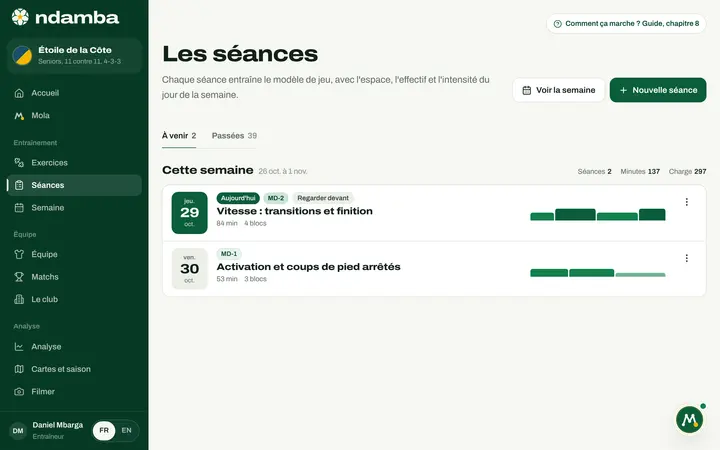 ndamba
Comment ça marche ? Guide, chapitre 8
Étoile de la Côte
Seniors, 11 contre 11, 4-3-3
Accueil
Mola
Entraînement
Exercices
Séances
Semaine
Équipe
Équipe
Matchs
Le club
Analyse
Analyse
Cartes et saison
Filmer
DM
Daniel Mbarga
Entraîneur
FR
EN
Les séances
Chaque séance entraîne le modèle de jeu, avec l'espace, l'effectif et l'intensité du
jour de la semaine.
Voir la semaine
Nouvelle séance
À venir 2
Passées 39
Cette semaine 26 oct. à 1 nov.
Séances 2 Minutes 137 Charge 297
jeu.
29
oct.
Aujourd'hui MD-2 Regarder devant
Vitesse : transitions et finition
84 min 4 blocs
ven.
30
oct.
MD-1
Activation et coups de pied arrêtés
53 min 3 blocs